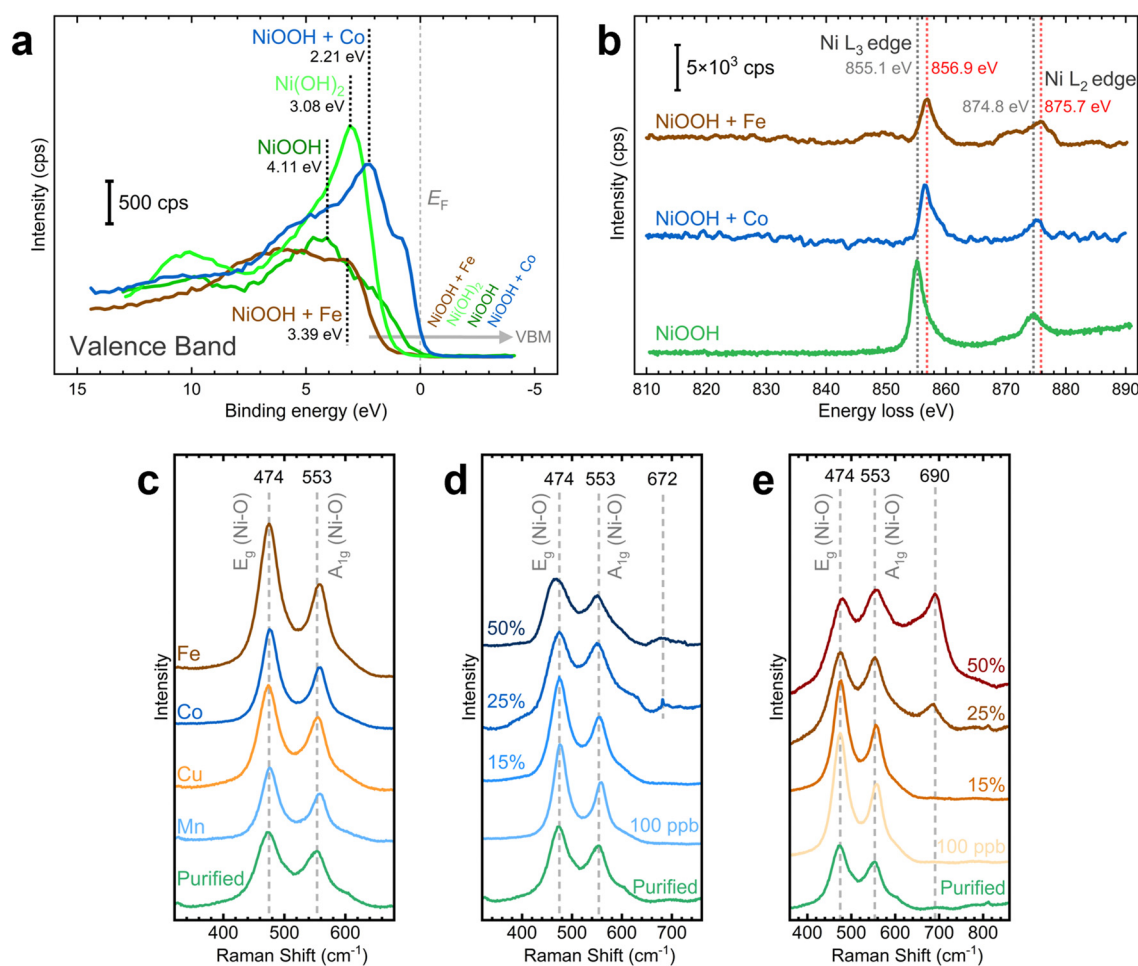 a
NiOOH + Co
2.21 eV
Ni(OH)2
3.08 eV
NiOOH
4.11 eV
500 cps
EF
NiOOH + Fe
Ni(OH)2
NiOOH
NiOOH + Co
NiOOH + Fe
3.39 eV
VBM
Valence Band
Intensity (cps)
15 10 5 0 -5
Binding energy (eV)
b
5×10³ cps
Ni L3 edge
855.1 eV 856.9 eV
Ni L2 edge
874.8 eV 875.7 eV
NiOOH + Fe
NiOOH + Co
NiOOH
Intensity (cps)
810 820 830 840 850 860 870 880 890
Energy loss (eV)
c
474 553
Eg (Ni-O)
A1g (Ni-O)
Fe
Co
Cu
Mn
Purified
Intensity
400 500 600
Raman Shift (cm⁻¹)
d
474 553 672
Eg (Ni-O)
A1g (Ni-O)
50%
25%
15%
100 ppb
Purified
Intensity
400 500 600 700
Raman Shift (cm⁻¹)
e
474 553 690
Eg (Ni-O)
A1g (Ni-O)
50%
25%
15%
100 ppb
Purified
Intensity
400 500 600 700 800
Raman Shift (cm⁻¹)